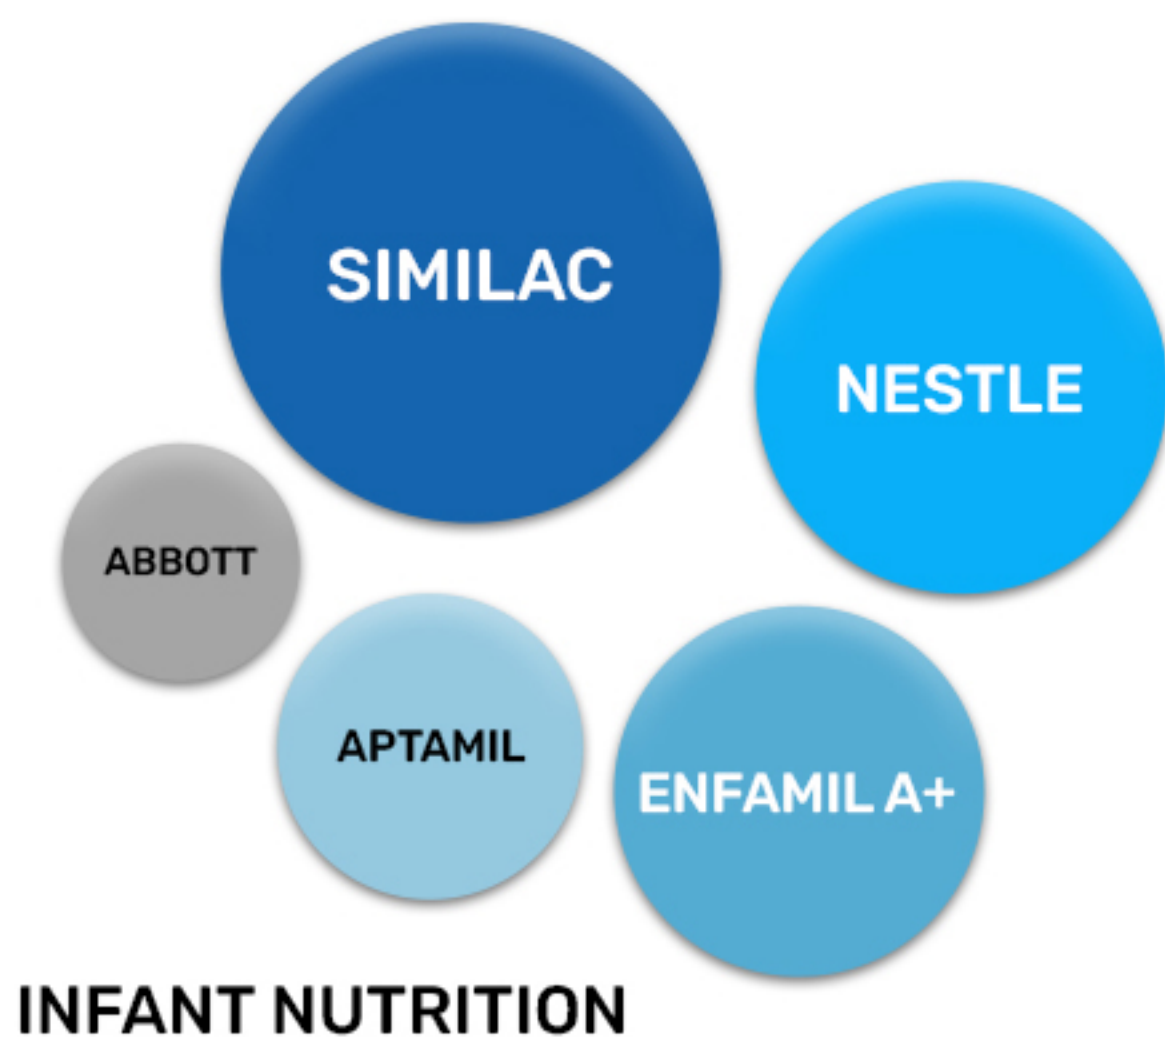 SIMILAC
NESTLE
ABBOTT
APTAMIL
ENFAMIL A+
INFANT NUTRITION